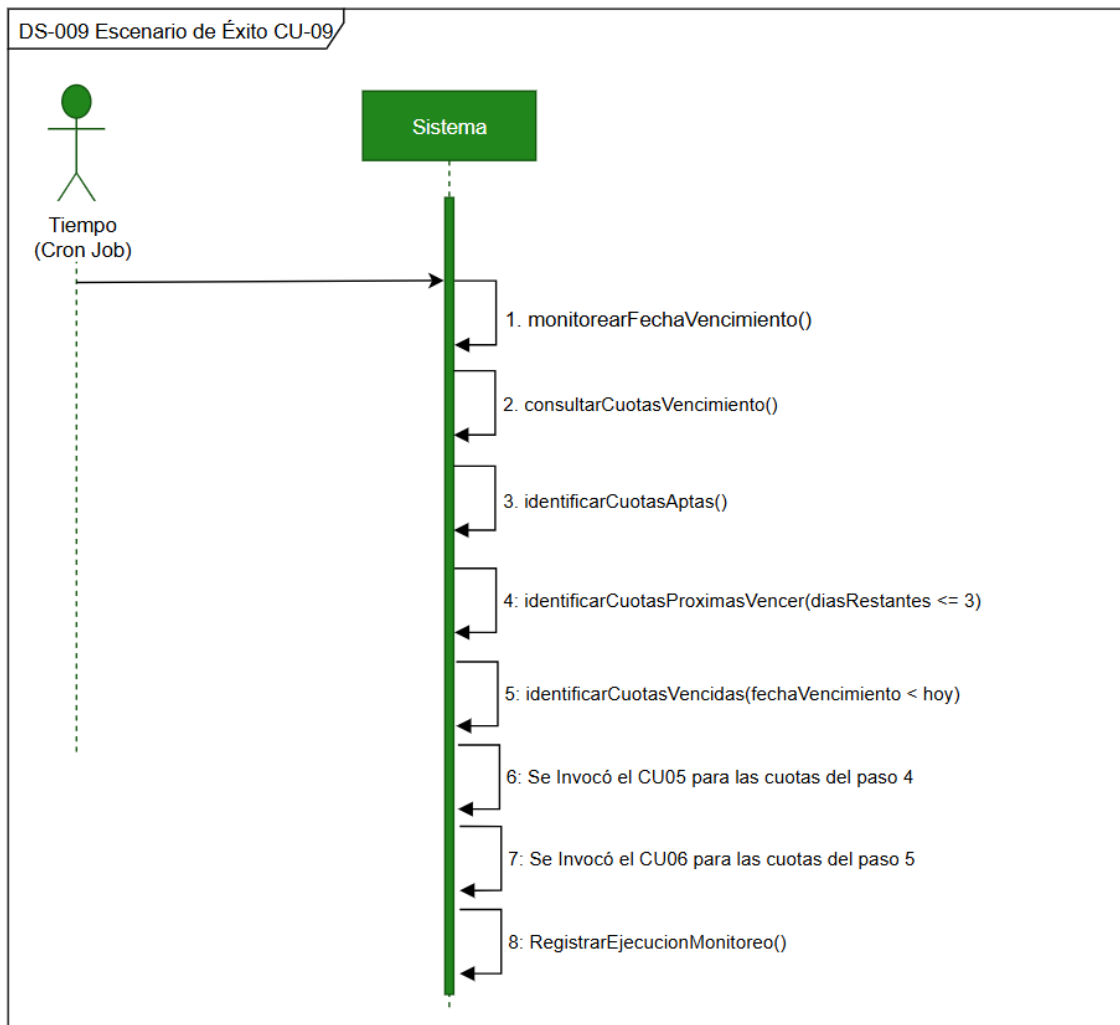 DS-009 Escenario de Éxito CU-09
Sistema
Tiempo
(Cron Job)
1. monitorearFechaVencimiento()
2. consultarCuotasVencimiento()
3. identificarCuotasAptas()
4: identificarCuotasProximasVencer(diasRestantes <= 3)
5: identificarCuotasVencidas(fechaVencimiento < hoy)
6: Se Invocó el CU05 para las cuotas del paso 4
7: Se Invocó el CU06 para las cuotas del paso 5
8: RegistrarEjecucionMonitoreo()